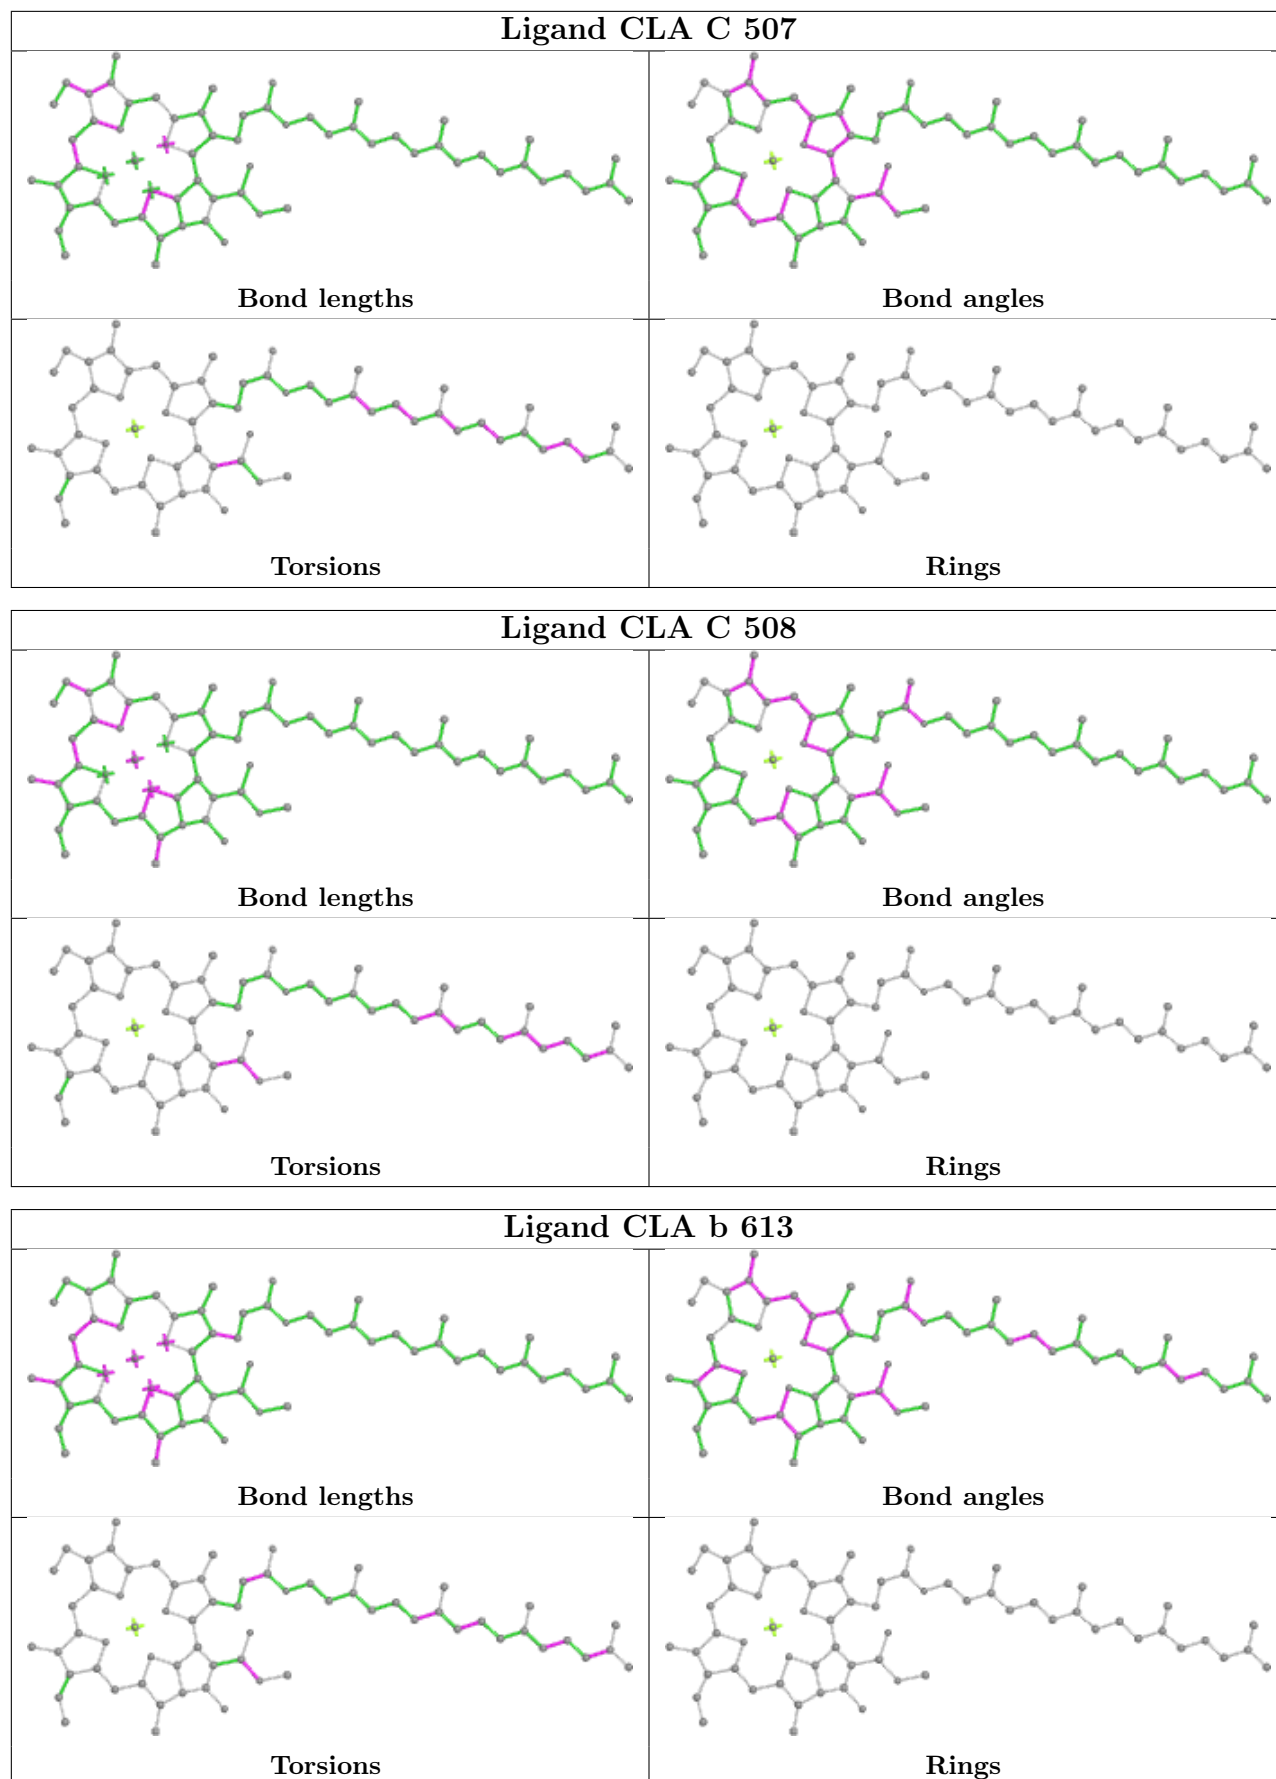 Ligand CLA C 507
Bond lengths
Bond angles
Torsions
Rings
Ligand CLA C 508
Bond lengths
Bond angles
Torsions
Rings
Ligand CLA b 613
Bond lengths
Bond angles
Torsions
Rings